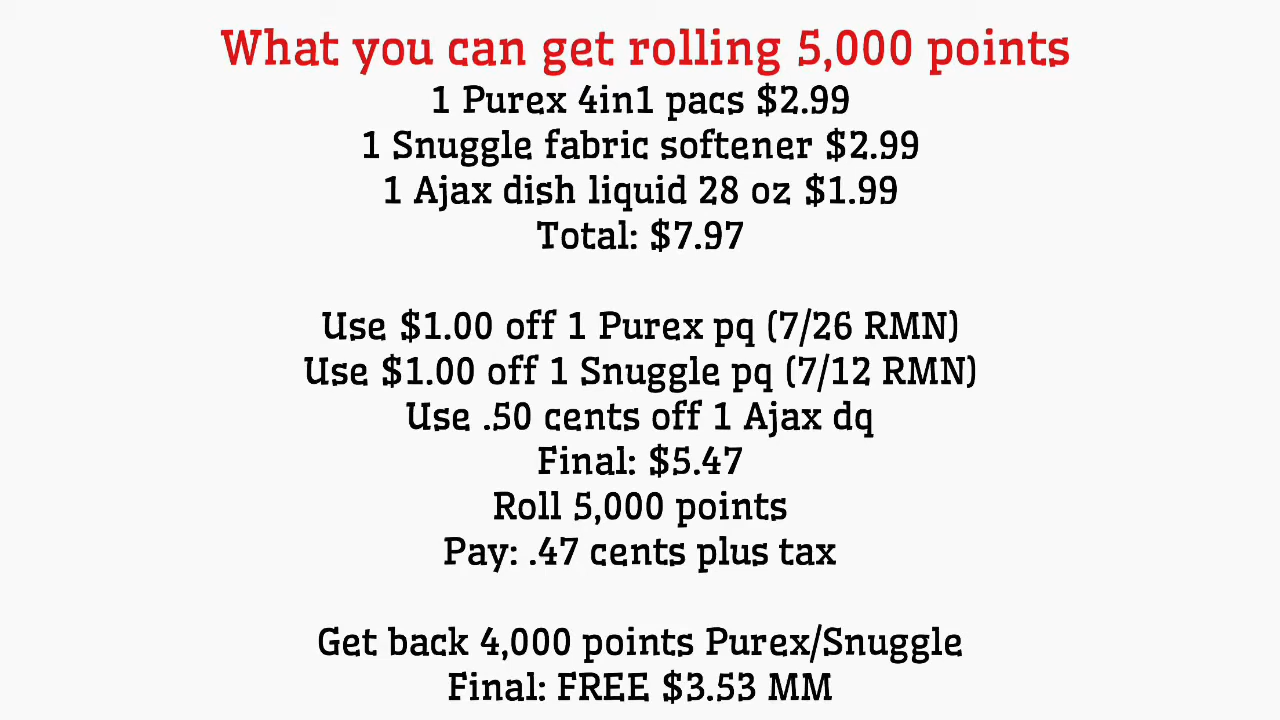 What you can get rolling 5,000 points
1 Purex 4in1 pacs $2.99
1 Snuggle fabric softener $2.99
1 Ajax dish liquid 28 oz $1.99
Total: $7.97
Use $1.00 off 1 Purex pq (7/26 RMN)
Use $1.00 off 1 Snuggle pq (7/12 RMN)
Use .50 cents off 1 Ajax dq
Final: $5.47
Roll 5,000 points
Pay: .47 cents plus tax
Get back 4,000 points Purex/Snuggle
Final: FREE $3.53 MM